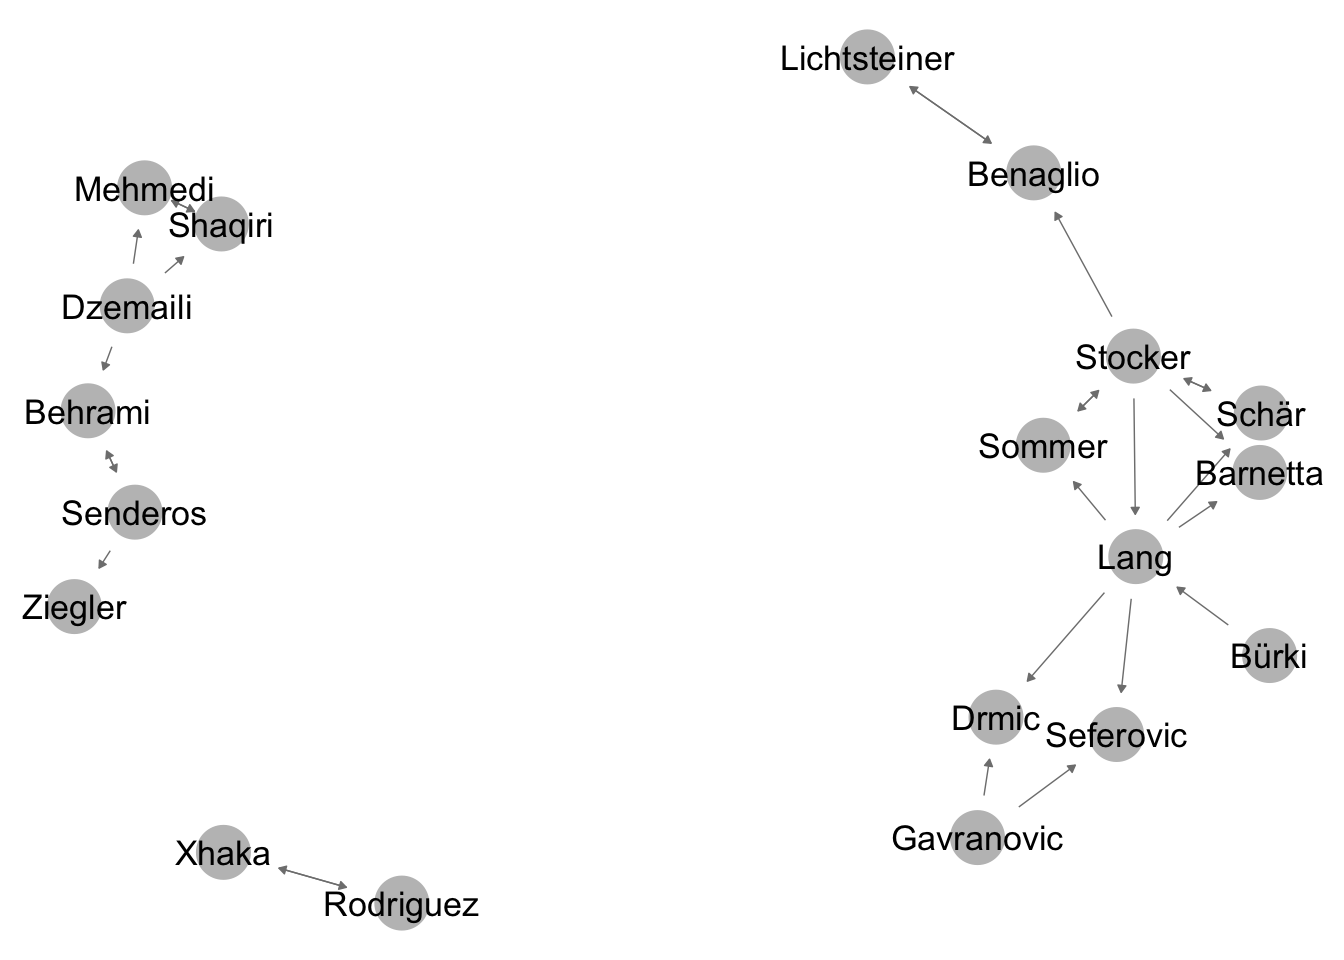 Lichtsteiner
Benaglio
Mehmedi
Shaqiri
Dzemaili
Stocker
Behrami
Schär
Sommer
Barnetta
Senderos
Lang
Ziegler
Bürki
Drmic
Seferovic
Gavranovic
Xhaka
Rodriguez